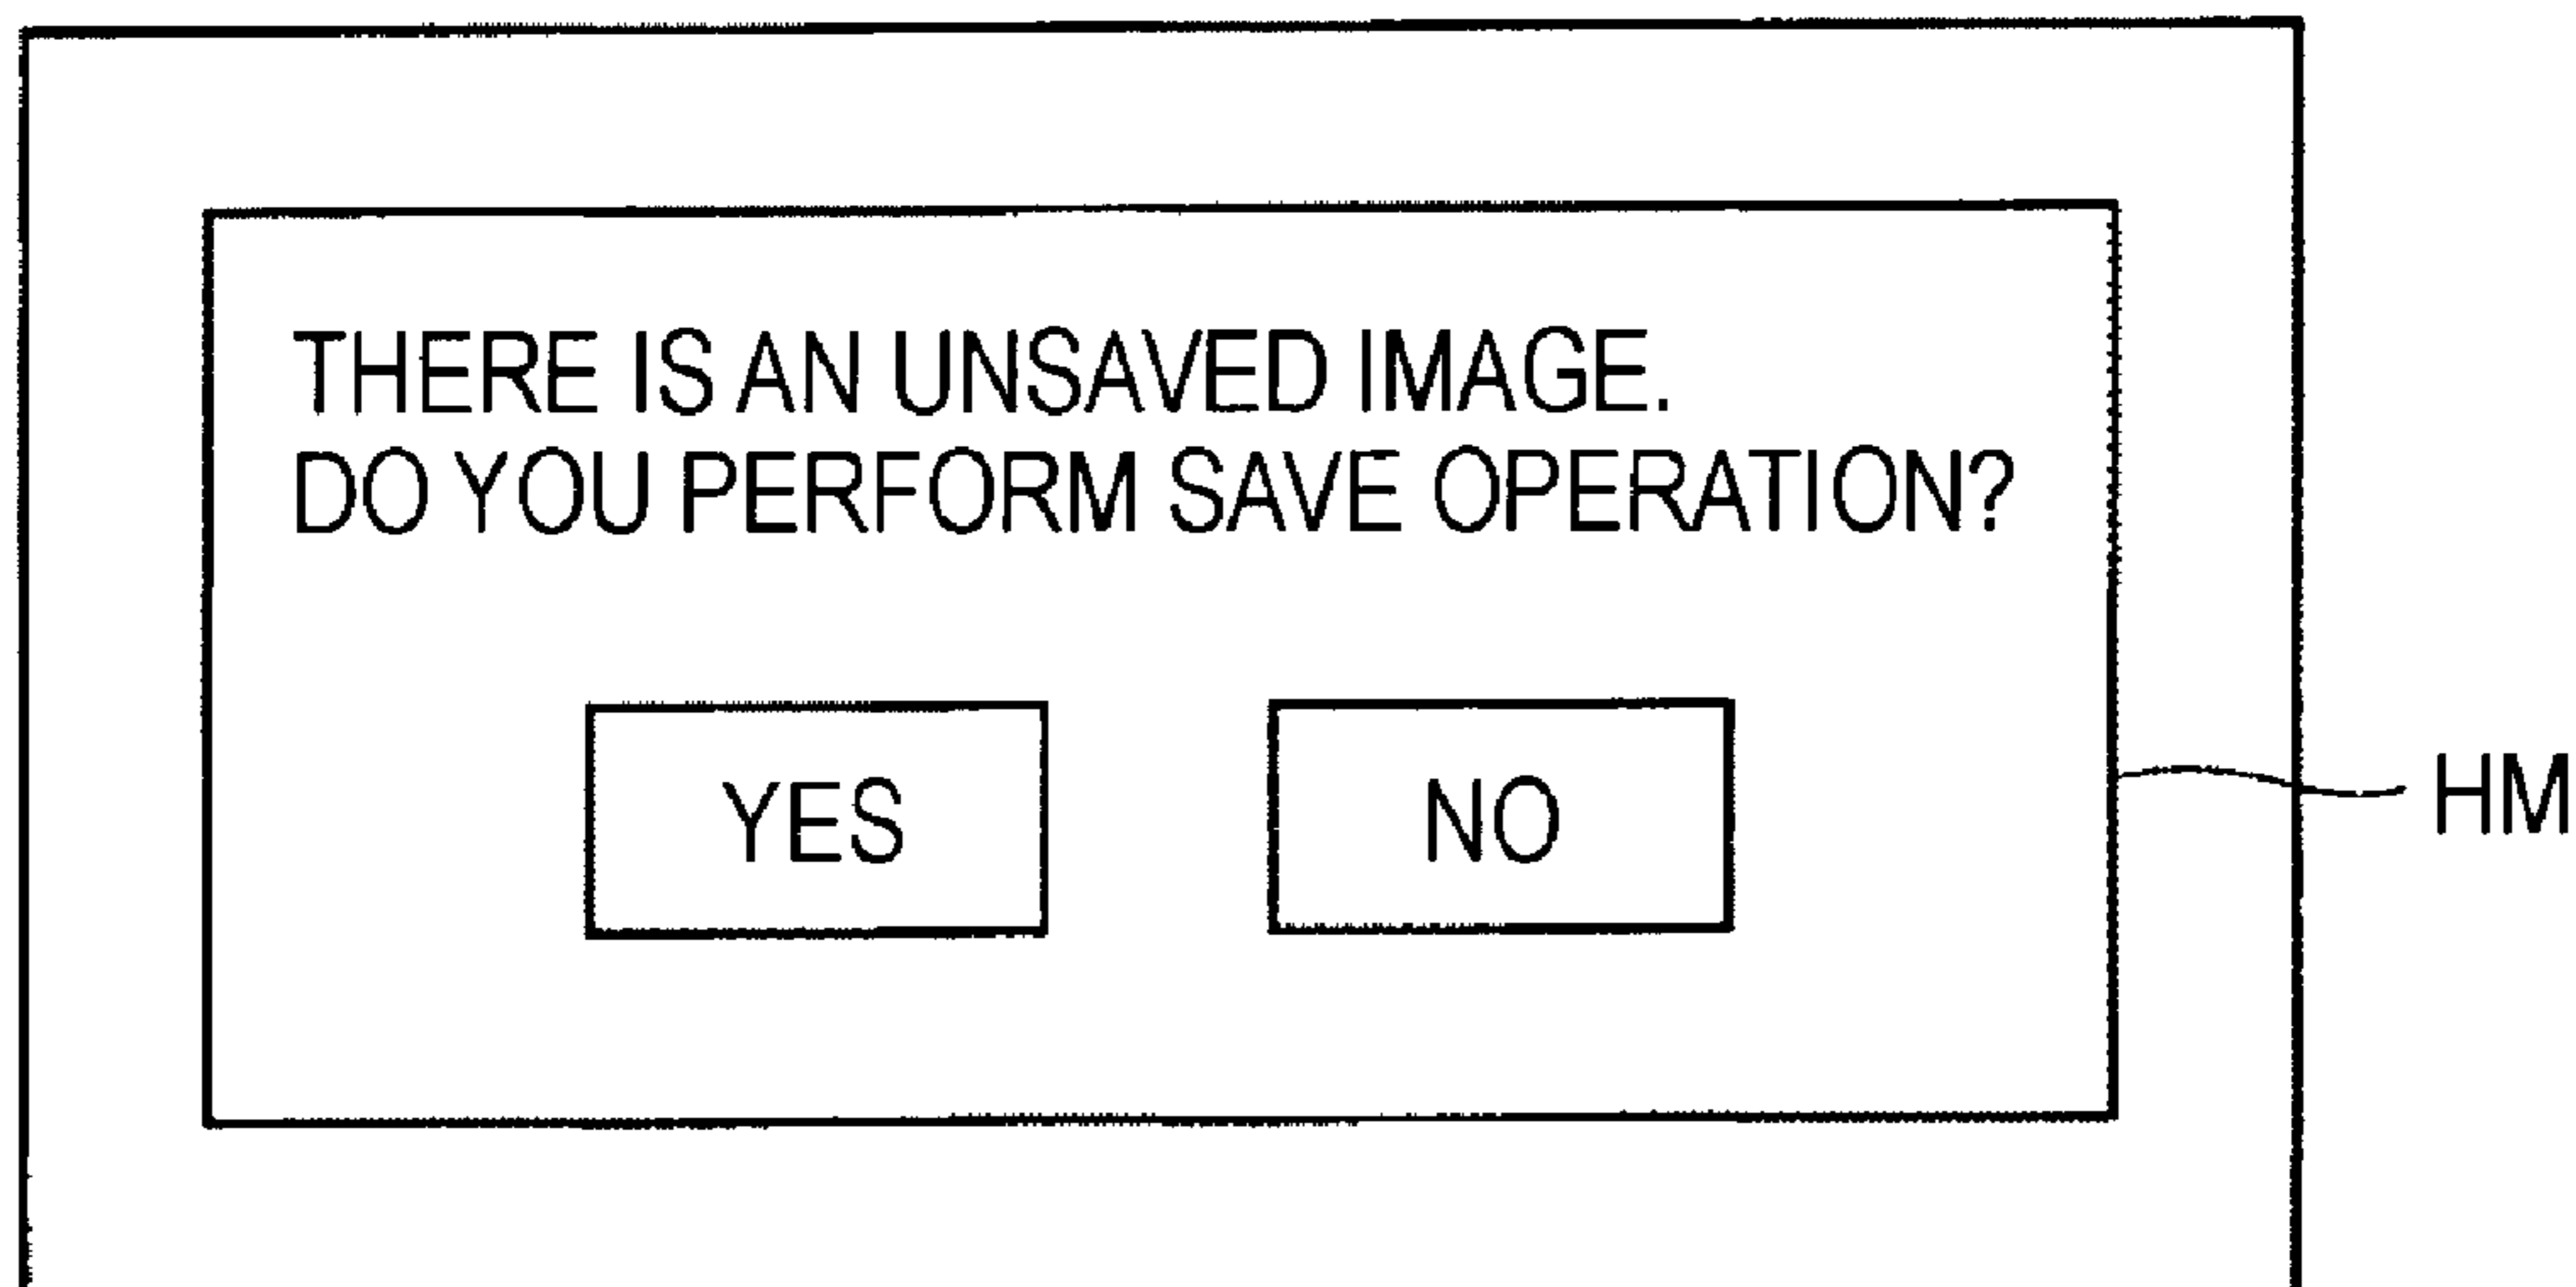 THERE IS AN UNSAVED IMAGE.
DO YOU PERFORM SAVE OPERATION?
YES NO
HM